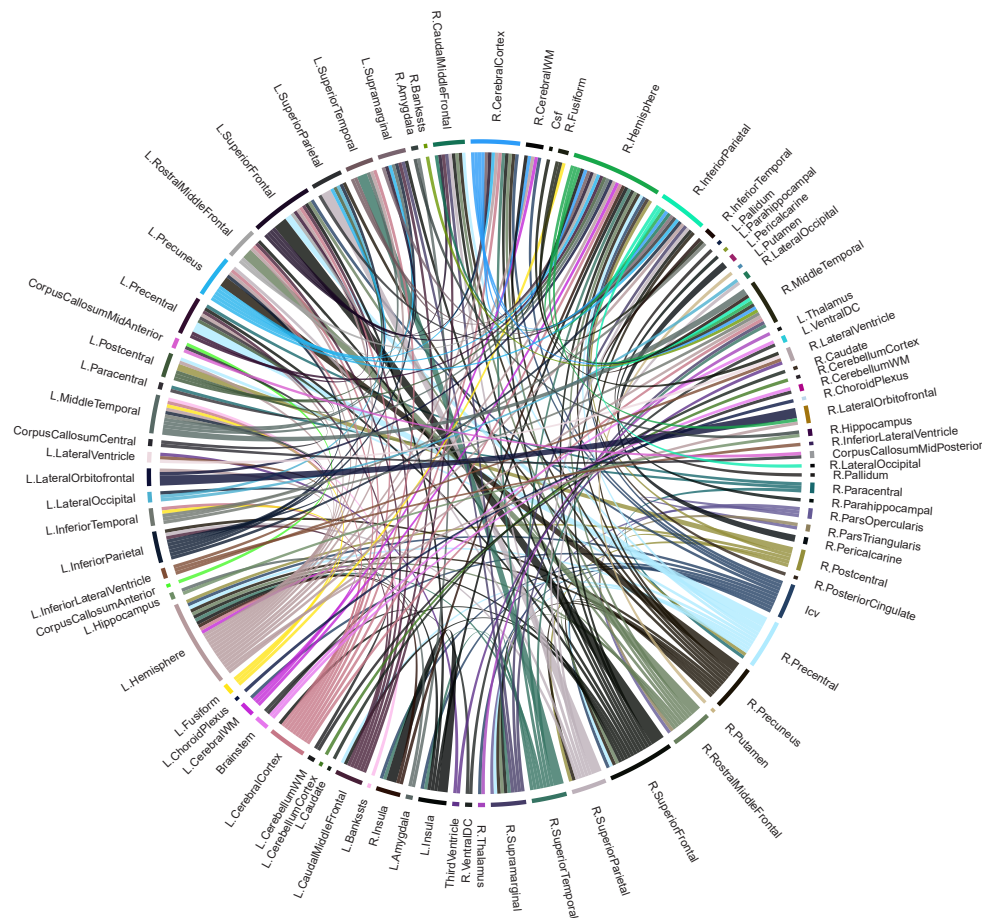 R.CerebralCortex
R.CerebralWM
Csf
R.Fusiform
R.Hemisphere
R.InferiorParietal
R.InferiorTemporal
L.Pallidum
L.Parahippocampal
L.Pericalcarine
L.Putamen
R.LateralOccipital
R.MiddleTemporal
L.Thalamus
L.VentralDC
R.LateralVentricle
R.Caudate
R.CerebellumCortex
R.CerebellumWM
R.ChoroidPlexus
R.LateralOrbitofrontal
R.Hippocampus
R.InferiorLateralVentricle
CorpusCallosumMidPosterior
R.LateralOccipital
R.Pallidum
R.Paracentral
R.Parahippocampal
R.ParsOpercularis
R.ParsTriangularis
R.Pericalcarine
R.Postcentral
R.PosteriorCingulate
Icv
R.Precentral
R.Precuneus
R.Putamen
R.RostralMiddleFrontal
R.SuperiorFrontal
R.SuperiorParietal
R.SuperiorTemporal
R.Supramarginal
R.Thalamus
R.VentralDC
ThirdVentricle
L.Insula
L.Amygdala
R.Insula
L.Bankssts
L.CaudalMiddleFrontal
L.Caudate
L.CerebellumCortex
L.CerebellumWM
L.CerebralCortex
Brainstem
L.CerebralWM
L.ChoroidPlexus
L.Fusiform
L.Hemisphere
L.Hippocampus
CorpusCallosumAnterior
L.InferiorLateralVentricle
L.InferiorParietal
L.InferiorTemporal
L.LateralOccipital
L.LateralOrbitofrontal
L.LateralVentricle
CorpusCallosumCentral
L.MiddleTemporal
L.Paracentral
L.Postcentral
CorpusCallosumMidAnterior
L.Precentral
L.Precuneus
L.RostralMiddleFrontal
L.SuperiorFrontal
L.SuperiorParietal
L.SuperiorTemporal
L.Supramarginal
R.Amygdala
R.Bankssts
R.CaudalMiddleFrontal